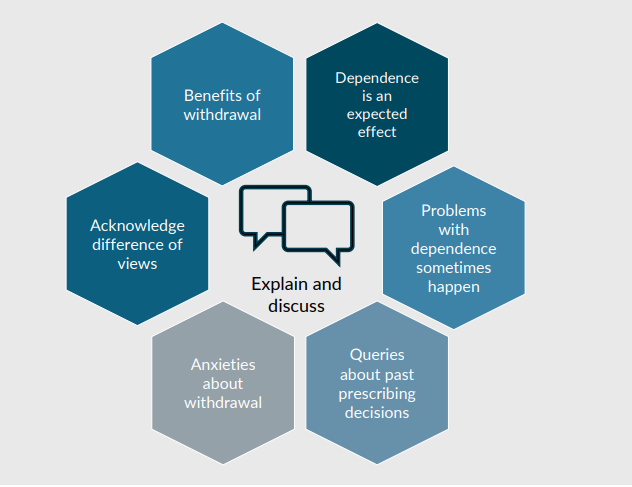 Benefits of
withdrawal
Dependence
is an
expected
effect
Acknowledge
difference of
views
Problems
with
dependence
sometimes
happen
Explain and
discuss
Anxieties
about
withdrawal
Queries
about past
prescribing
decisions